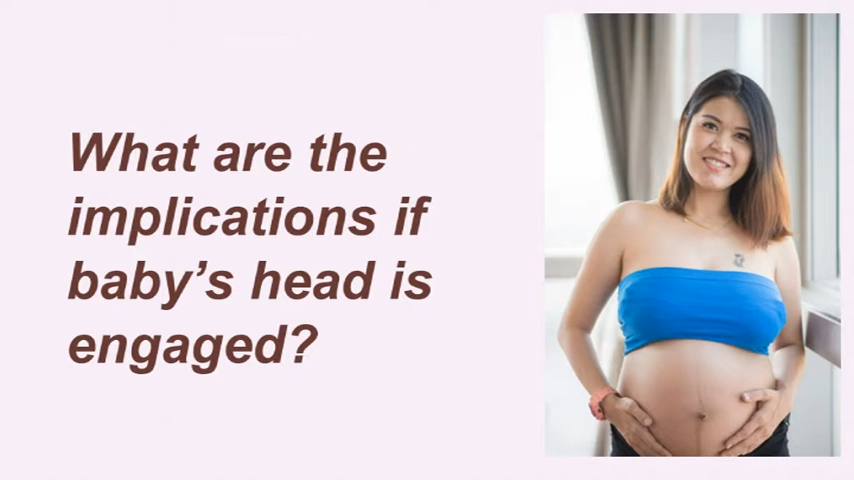 What are the
implications if
baby’s head is
engaged?